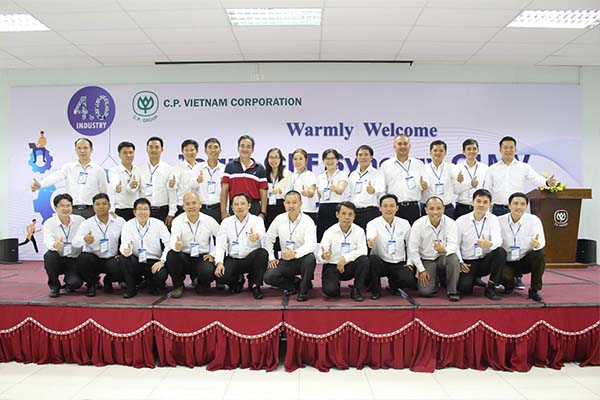 4.0
INDUSTRY
C.P. GROUP
C.P. VIETNAM CORPORATION
Warmly Welcome